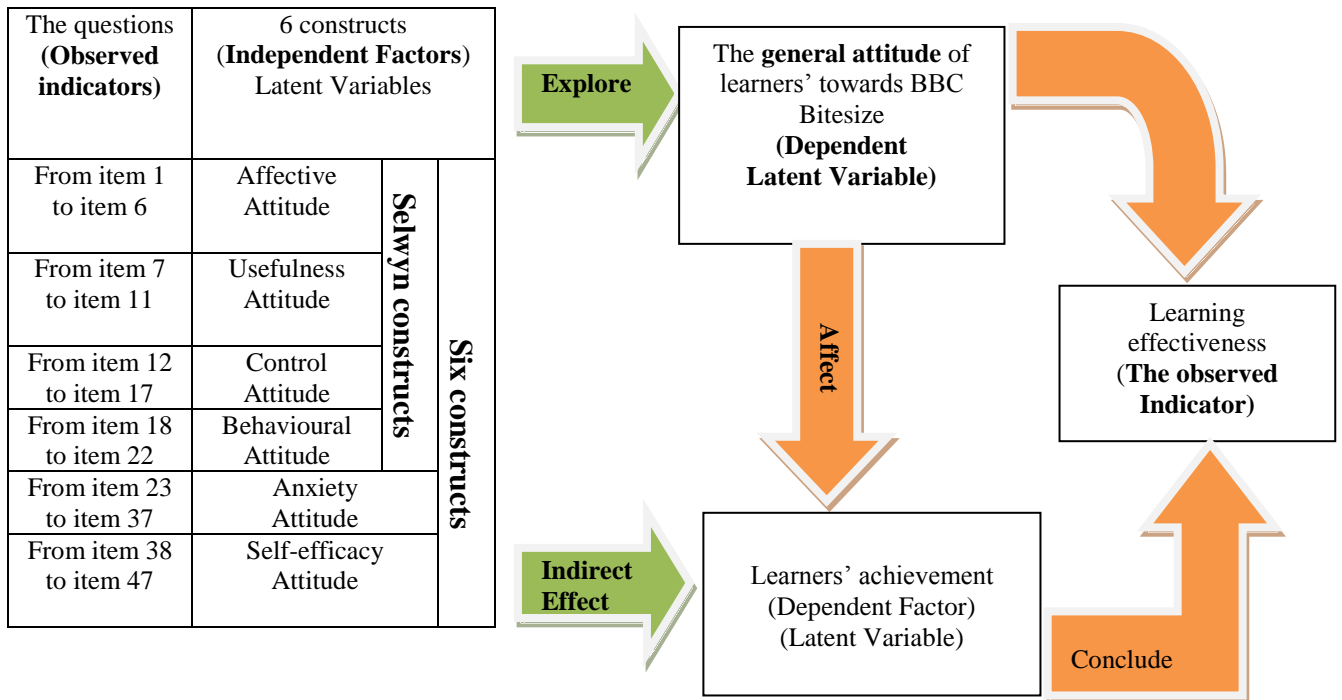 The questions
(Observed
indicators)
6 constructs
(Independent Factors)
Latent Variables
From item 1
to item 6
Affective
Attitude
From item 7
to item 11
Usefulness
Attitude
From item 12
to item 17
Control
Attitude
From item 18
to item 22
Behavioural
Attitude
From item 23
to item 37
Anxiety
Attitude
From item 38
to item 47
Self-efficacy
Attitude
Selwyn constructs
Six constructs
Explore
Indirect
Effect
The general attitude of
learners’ towards BBC
Bitesize
(Dependent
Latent Variable)
Affect
Learners’ achievement
(Dependent Factor)
(Latent Variable)
Learning
effectiveness
(The observed
Indicator)
Conclude